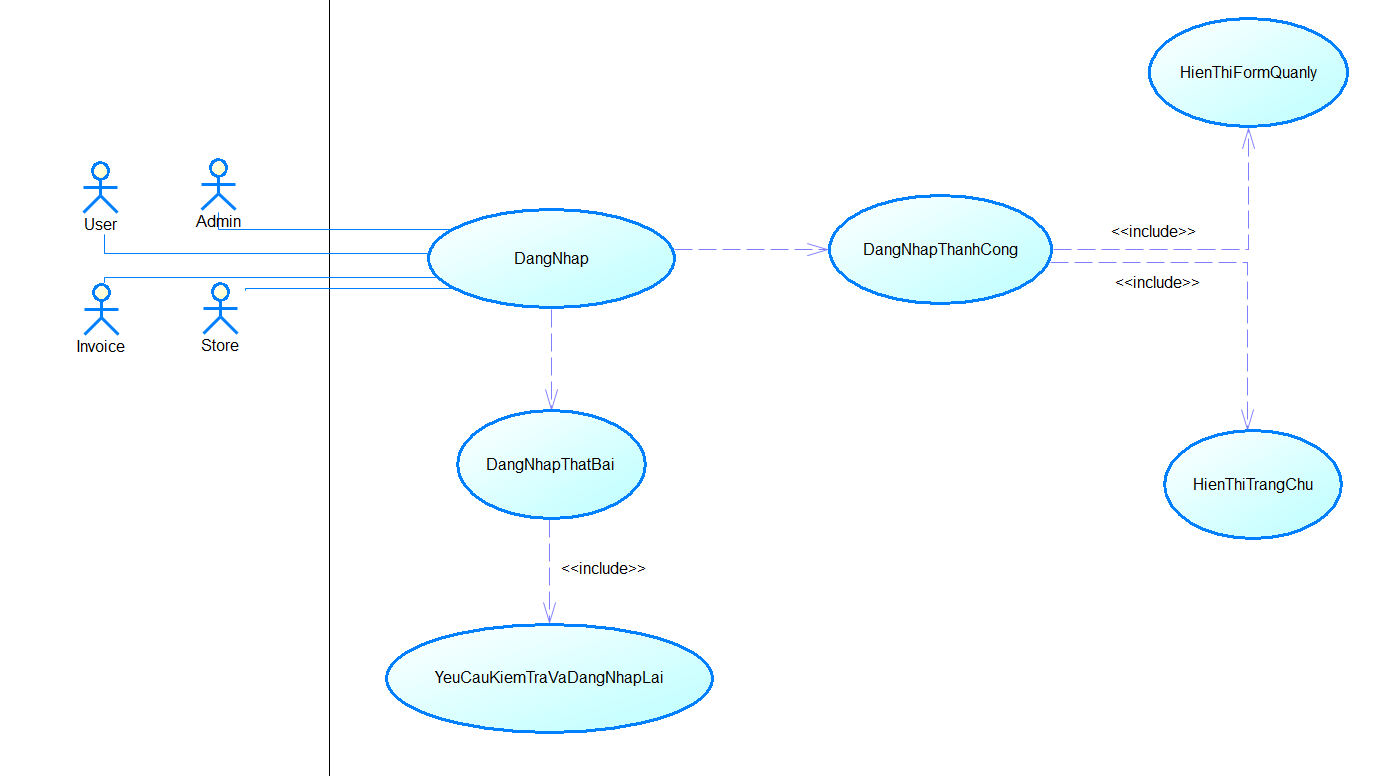 HienThiFormQuanly
User
Admin
DangNhap
DangNhapThanhCong
<<include>>
<<include>>
Invoice
Store
DangNhapThatBai
HienThiTrangChu
<<include>>
YeuCauKiemTraVaDangNhapLai